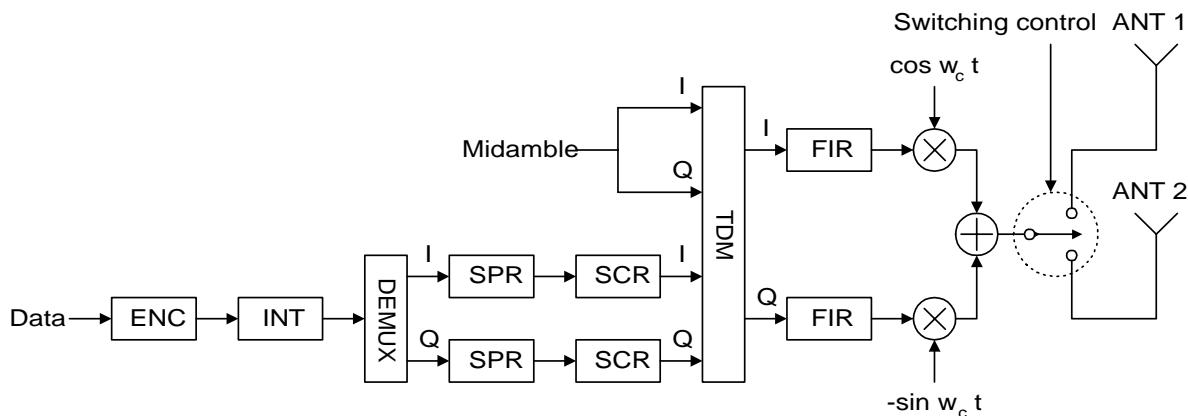 Switching control ANT 1
cos w_c t
I
I
Midamble
FIR
Q
ANT 2
TDM
I
I
SPR
SCR
Q
Data
ENC
INT
DEMUX
FIR
Q
Q
SPR
SCR
-sin w_c t